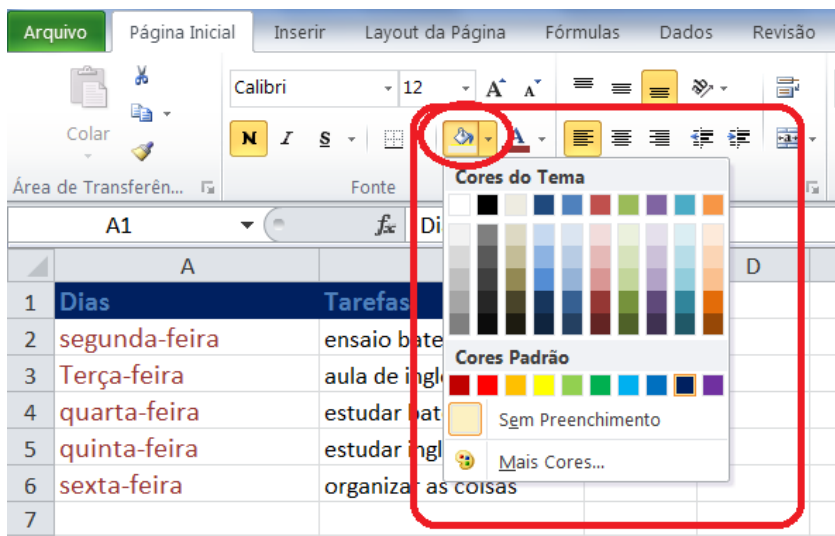 Arquivo Página Inicial Inserir Layout da Página Fórmulas Dados Revisão
Calibri 12 A A
Colar N I S A
Área de Transferên... Fonte
A1 fx Di
A D
1 Dias Tarefas
2 segunda-feira ensaio bate
3 Terça-feira aula de ingl
4 quarta-feira estudar bat
5 quinta-feira estudar ingl
6 sexta-feira organizar as coisas
7
Cores do Tema
Cores Padrão
Sem Preenchimento
Mais Cores...